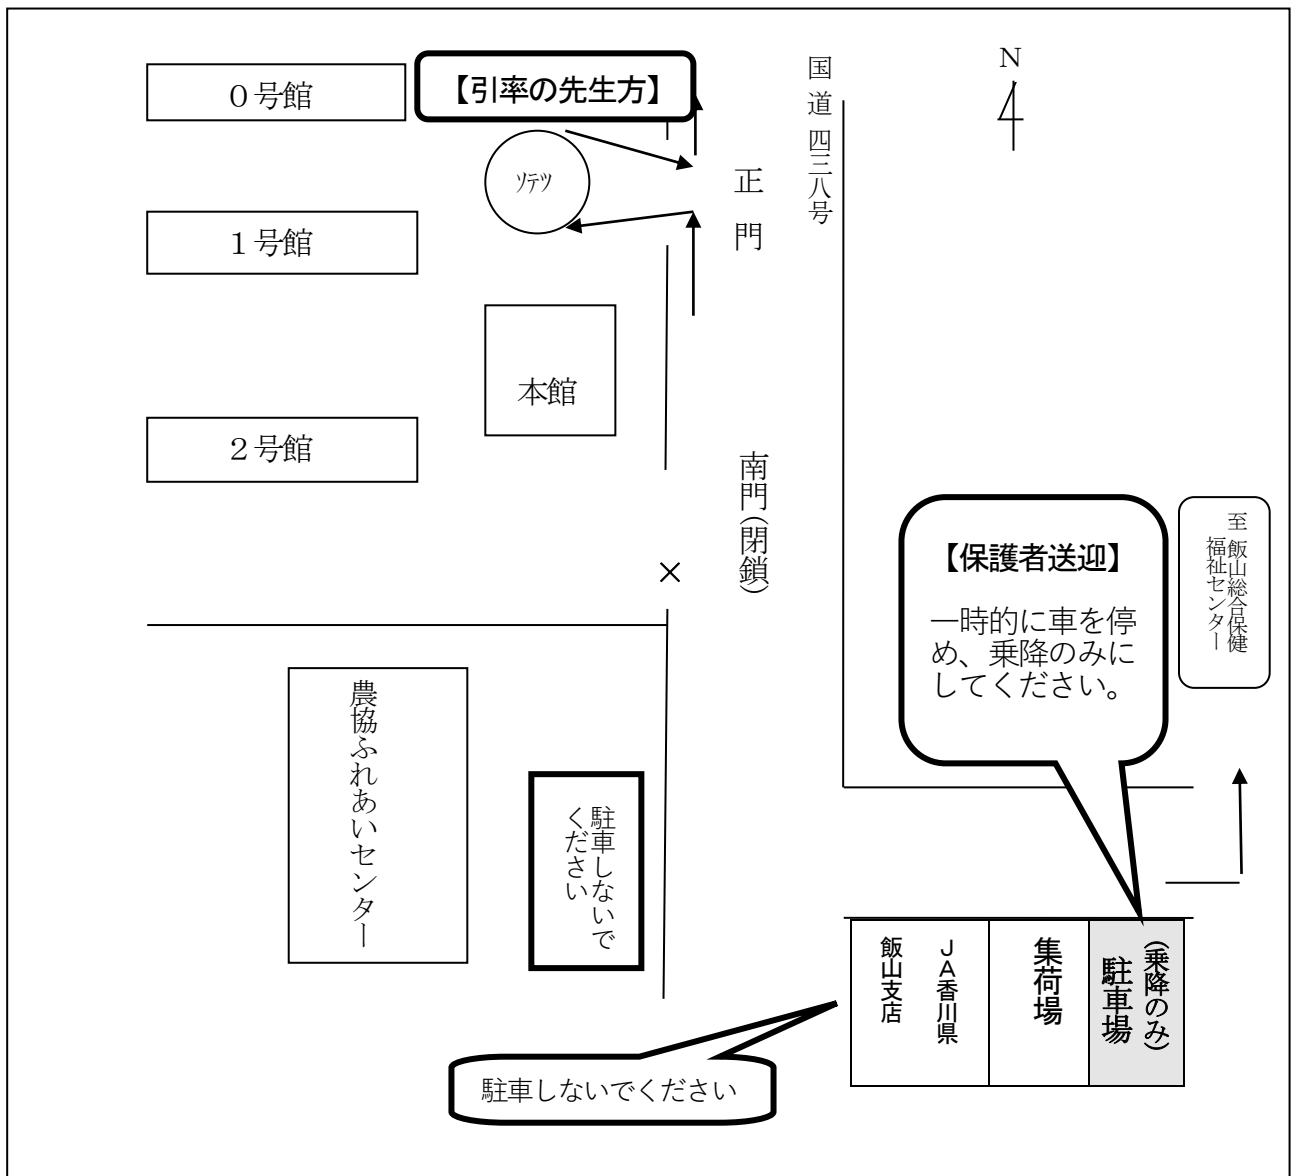 ０号館
【引率の先生方】
ソテツ
正門
国道四三八号
N
１号館
本館
２号館
南門(閉鎖)
×
【保護者送迎】
一時的に車を停
め、乗降のみに
してください。
至 飯山総合保健
福祉センター
農協ふれあいセンター
駐車しないで
ください
ＪＡ香川県
飯山支店
集荷場
(乗降のみ)
駐車場
駐車しないでください